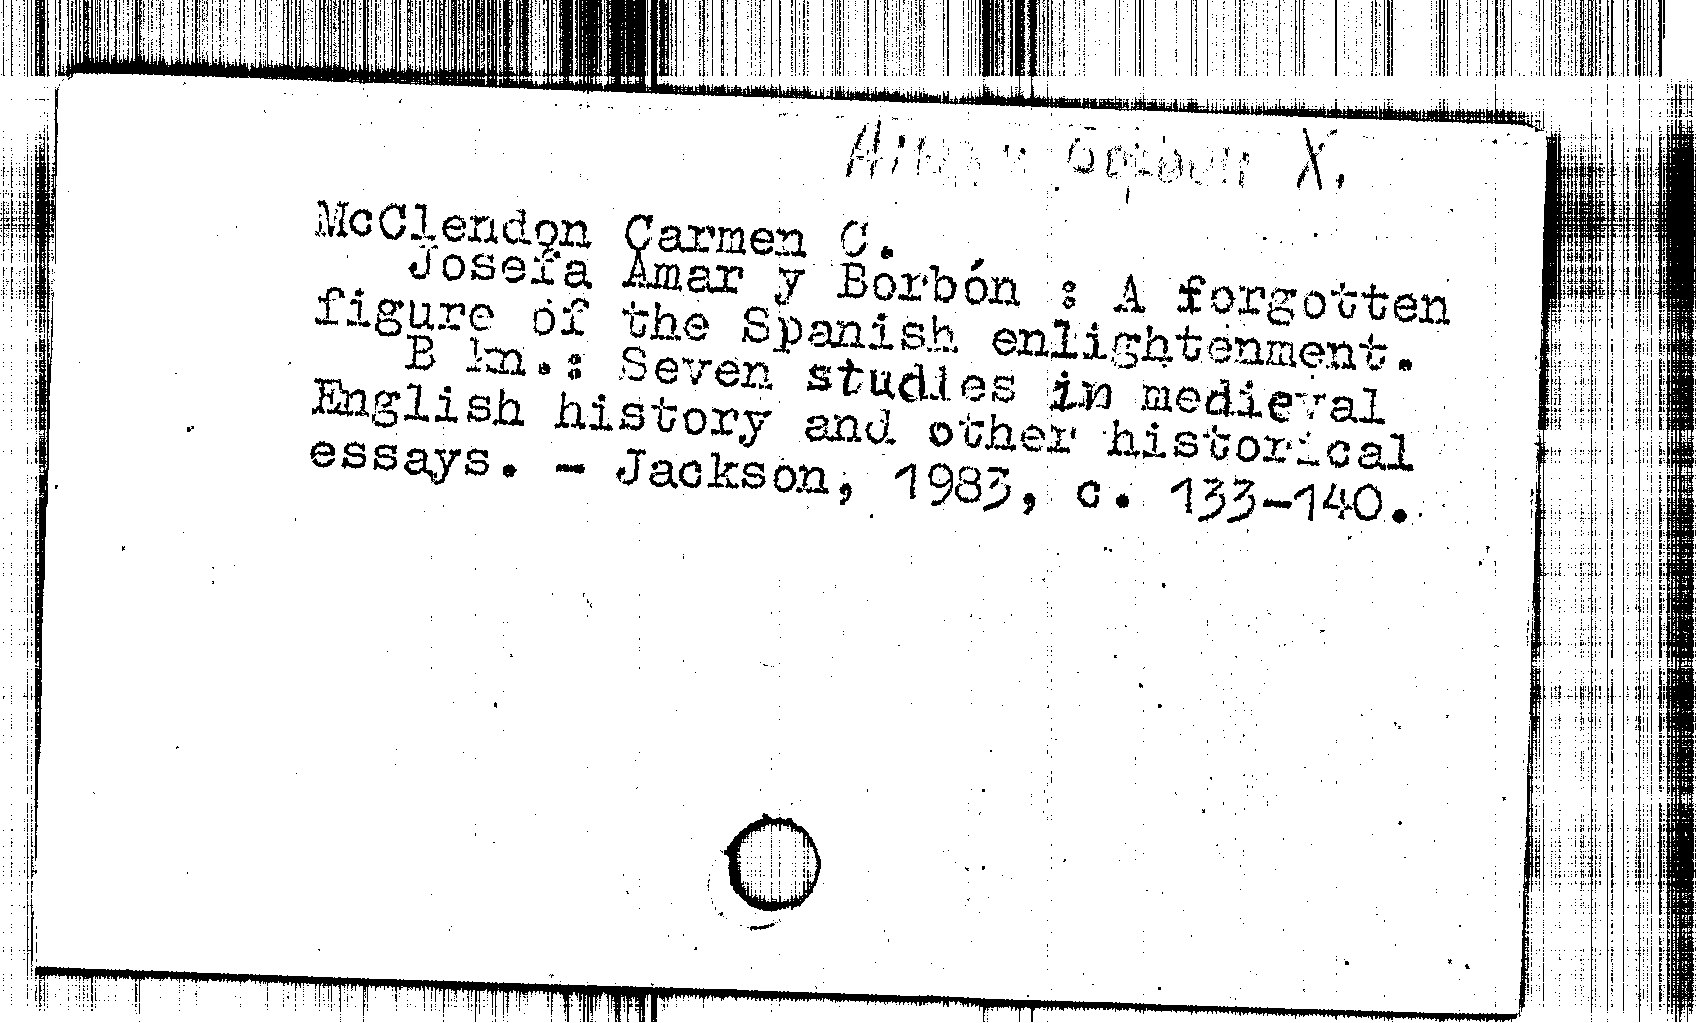 McClendon Carmen C.
Josefa Amar y Borbón : A forgotten
figure of the Spanish enlightenment.
В kn.: Seven studies in medieval
English history and other historical
essays. - Jackson, 1983, с. 133-140.